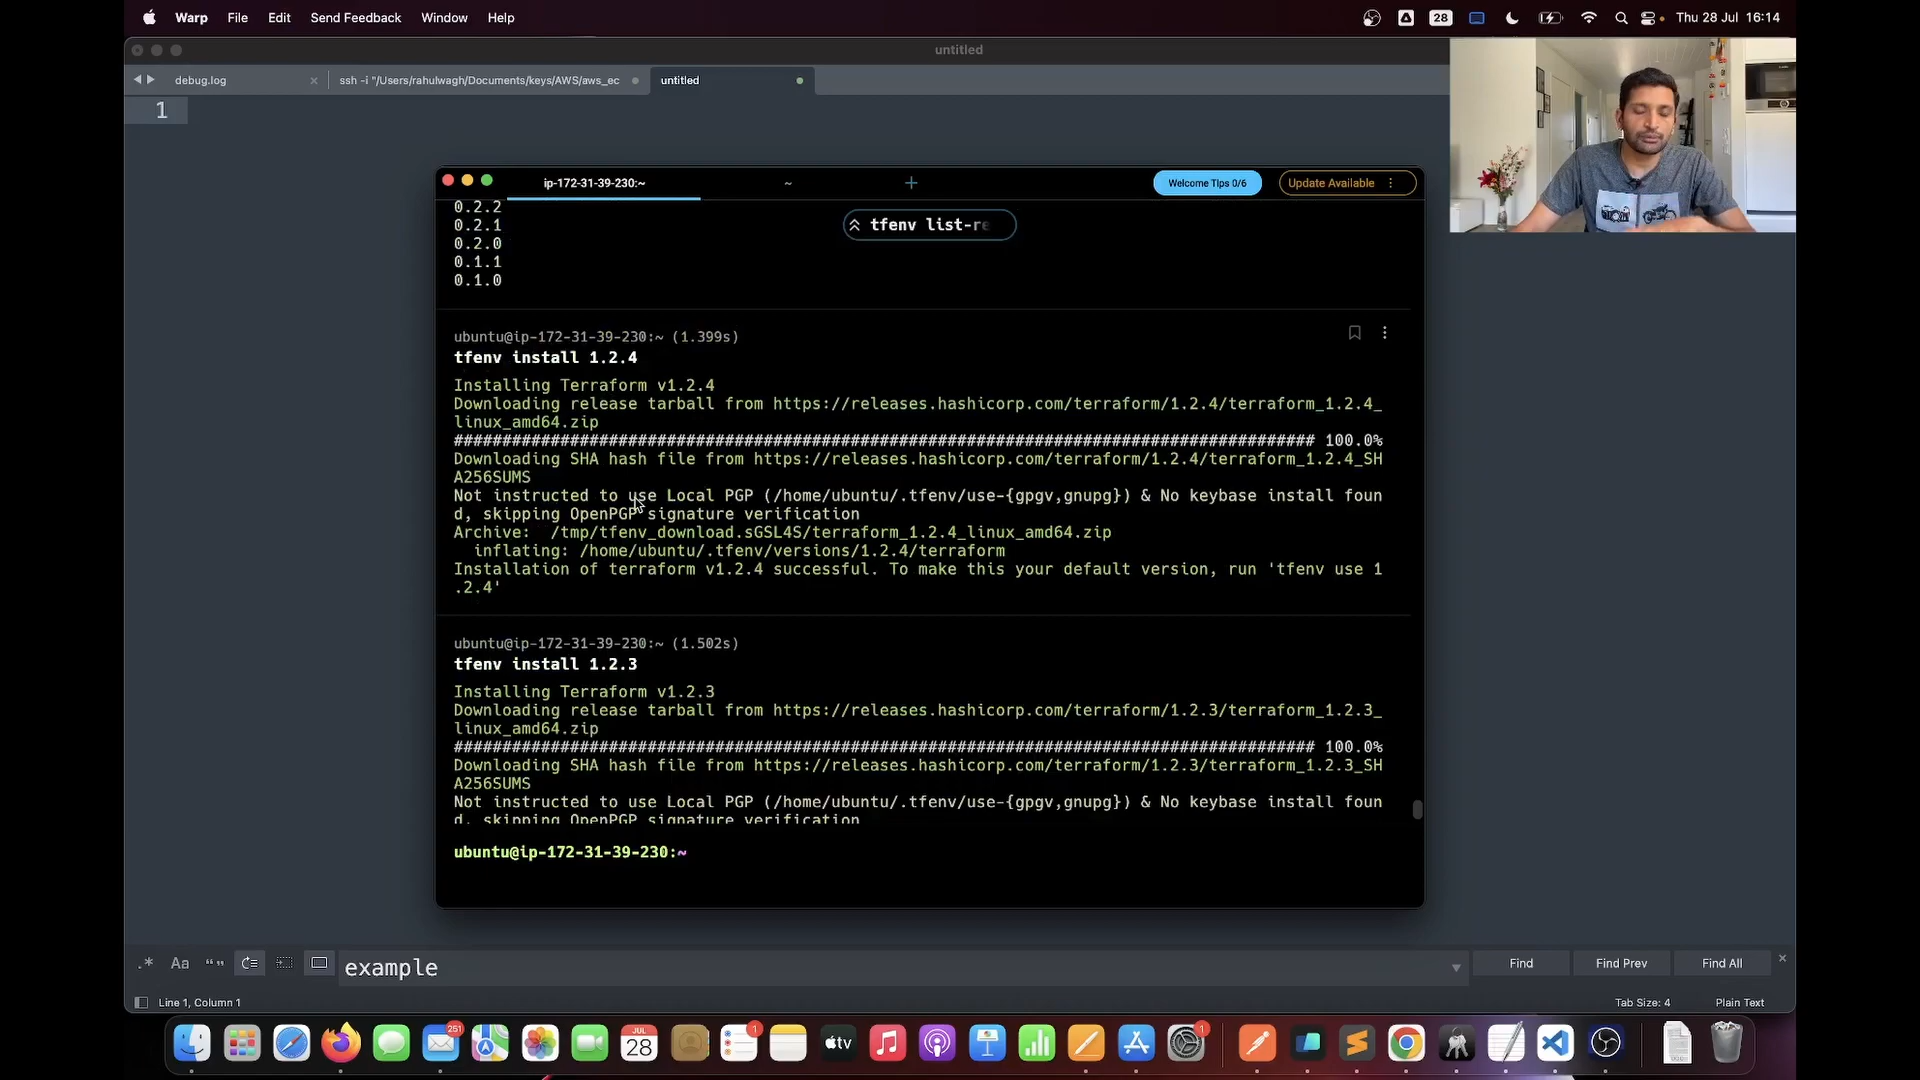 Warp File Edit Send Feedback Window Help
28 Thu 28 Jul 16:14
untitled
debug.log × ssh -i "/Users/rahulwagh/Documents/keys/AWS/aws_ec untitled
1
ip-172-31-39-230:~ ~ + Welcome Tips 0/6 Update Available
tfenv list-re
0.2.2
0.2.1
0.2.0
0.1.1
0.1.0
ubuntu@ip-172-31-39-230:~ (1.399s)
tfenv install 1.2.4
Installing Terraform v1.2.4
Downloading release tarball from https://releases.hashicorp.com/terraform/1.2.4/terraform_1.2.4_
linux_amd64.zip
######################################################################################### 100.0%
Downloading SHA hash file from https://releases.hashicorp.com/terraform/1.2.4/terraform_1.2.4_SH
A256SUMS
Not instructed to use Local PGP (/home/ubuntu/.tfenv/use-{gpgv,gnupg}) & No keybase install foun
d, skipping OpenPGP signature verification
Archive:  /tmp/tfenv_download.sGSL4S/terraform_1.2.4_linux_amd64.zip
inflating: /home/ubuntu/.tfenv/versions/1.2.4/terraform
Installation of terraform v1.2.4 successful. To make this your default version, run 'tfenv use 1
.2.4'
ubuntu@ip-172-31-39-230:~ (1.502s)
tfenv install 1.2.3
Installing Terraform v1.2.3
Downloading release tarball from https://releases.hashicorp.com/terraform/1.2.3/terraform_1.2.3_
linux_amd64.zip
######################################################################################### 100.0%
Downloading SHA hash file from https://releases.hashicorp.com/terraform/1.2.3/terraform_1.2.3_SH
A256SUMS
Not instructed to use Local PGP (/home/ubuntu/.tfenv/use-{gpgv,gnupg}) & No keybase install foun
d, skipping OpenPGP signature verification
ubuntu@ip-172-31-39-230:~
.* Aa “” example Find Find Prev Find All ×
Line 1, Column 1 Tab Size: 4 Plain Text
251 JUL 28 1 tv 1